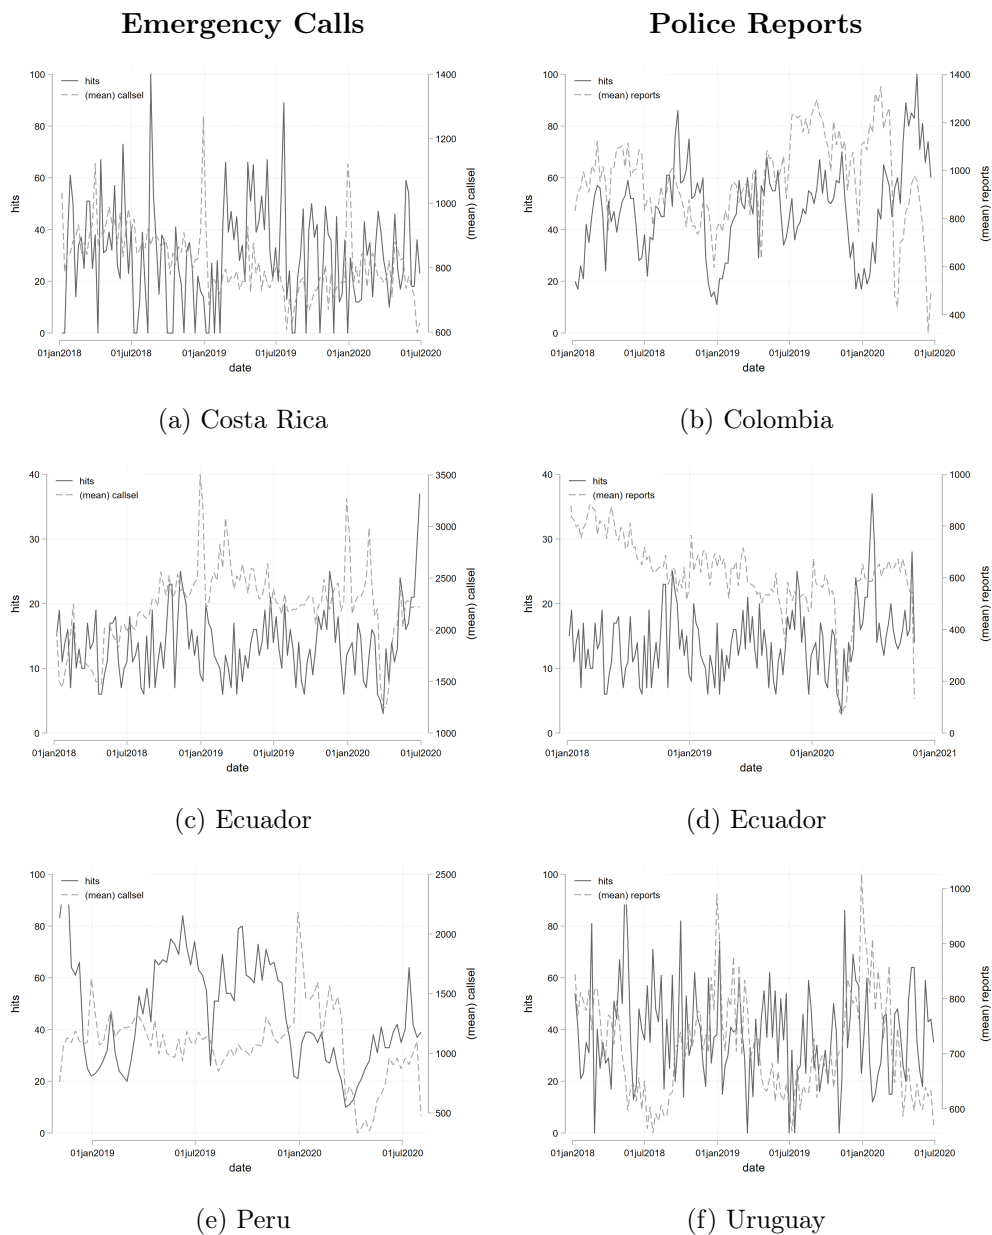 Emergency Calls
Police Reports
hits
(mean) callsel
100
80
60
40
20
0
hits
1400
1200
1000
800
600
(mean) callsel
01jan2018
01jul2018
01jan2019
01jul2019
01jan2020
01jul2020
date
(a) Costa Rica
hits
(mean) reports
100
80
60
40
20
0
hits
1400
1200
1000
800
600
400
(mean) reports
01jan2018
01jul2018
01jan2019
01jul2019
01jan2020
01jul2020
date
(b) Colombia
hits
(mean) callsel
40
30
20
10
0
hits
3500
3000
2500
2000
1500
1000
(mean) callsel
01jan2018
01jul2018
01jan2019
01jul2019
01jan2020
01jul2020
date
(c) Ecuador
hits
(mean) reports
40
30
20
10
0
hits
1000
800
600
400
200
0
(mean) reports
01jan2018
01jan2019
01jan2020
01jan2021
date
(d) Ecuador
hits
(mean) callsel
100
80
60
40
20
0
hits
2500
2000
1500
1000
500
(mean) callsel
01jan2019
01jul2019
01jan2020
01jul2020
date
(e) Peru
hits
(mean) reports
100
80
60
40
20
0
hits
1000
900
800
700
600
(mean) reports
01jan2018
01jul2018
01jan2019
01jul2019
01jan2020
01jul2020
date
(f) Uruguay